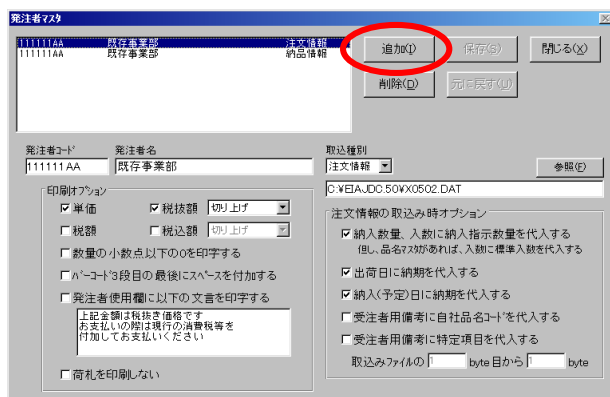 発注者マスタ
111111AA 既存事業部 注文情報
111111AA 既存事業部 納品情報
追加(I)
保存(S)
閉じる(X)
削除(D)
元に戻す(U)
発注者コード 発注者名
111111AA 既存事業部
取込種別
注文情報
参照(F)
C:¥EIAJDC.50¥X0502.DAT
印刷オプション
単価 税抜額 切り上げ
税額 税込額 切り上げ
数量の小数点以下の0を印字する
バーコード3段目の最後にスペースを付加する
発注者使用欄に以下の文言を印字する
上記金額は税抜き価格です
お支払いの際は現行の消費税等を
付加してお支払いください
荷札を印刷しない
注文情報の取込み時オプション
納入数量、入数に納入指示数量を代入する
但し、品名マスタがあれば、入数に標準入数を代入する
出荷日に納期を代入する
納入(予定)日に納期を代入する
受注者用備考に自社品名コードを代入する
受注者用備考に特定項目を代入する
取込みファイルの 1 byte目から 1 byte